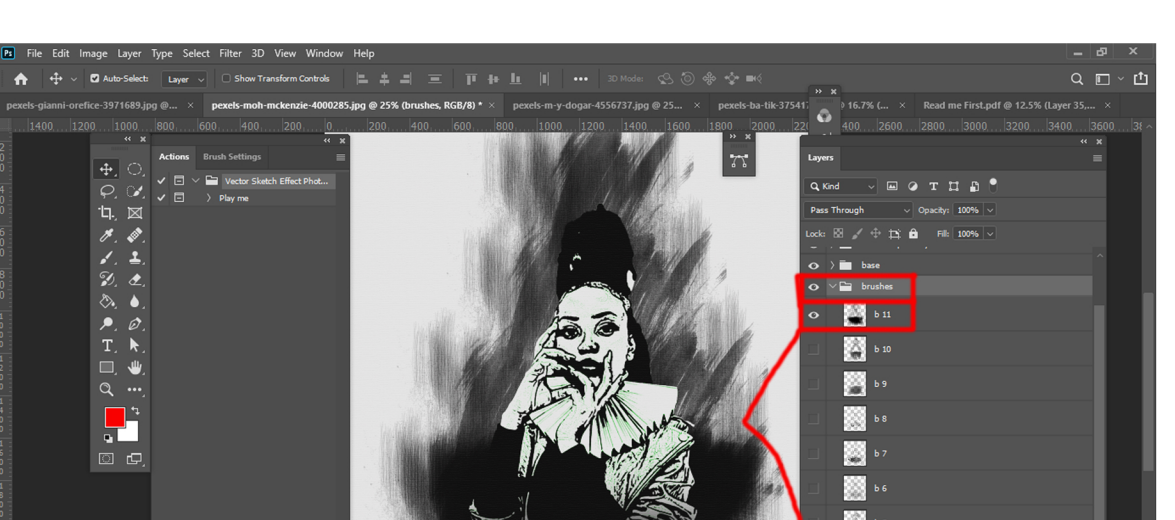 Ps File Edit Image Layer Type Select Filter 3D View Window Help
Auto-Select: Layer Show Transform Controls 3D Mode:
pexels-gianni-orefice-3971689.jpg @... × pexels-moh-mckenzie-4000285.jpg @ 25% (brushes, RGB/8) * × pexels-m-y-dogar-4556737.jpg @ 25... × pexels-ba-tik-37541 16.7% (... × Read me First.pdf @ 12.5% (Layer 35,... ×
1400 1200 1000 800 600 400 200 0 200 400 600 800 1000 1200 1400 1600 1800 2000 400 2600 2800 3000 3200 3400 3600
Actions Brush Settings
Vector Sketch Effect Phot...
Play me
Layers
Kind
Pass Through Opacity: 100%
Lock: Fill: 100%
base
brushes
b 11
b 10
b 9
b 8
b 7
b 6